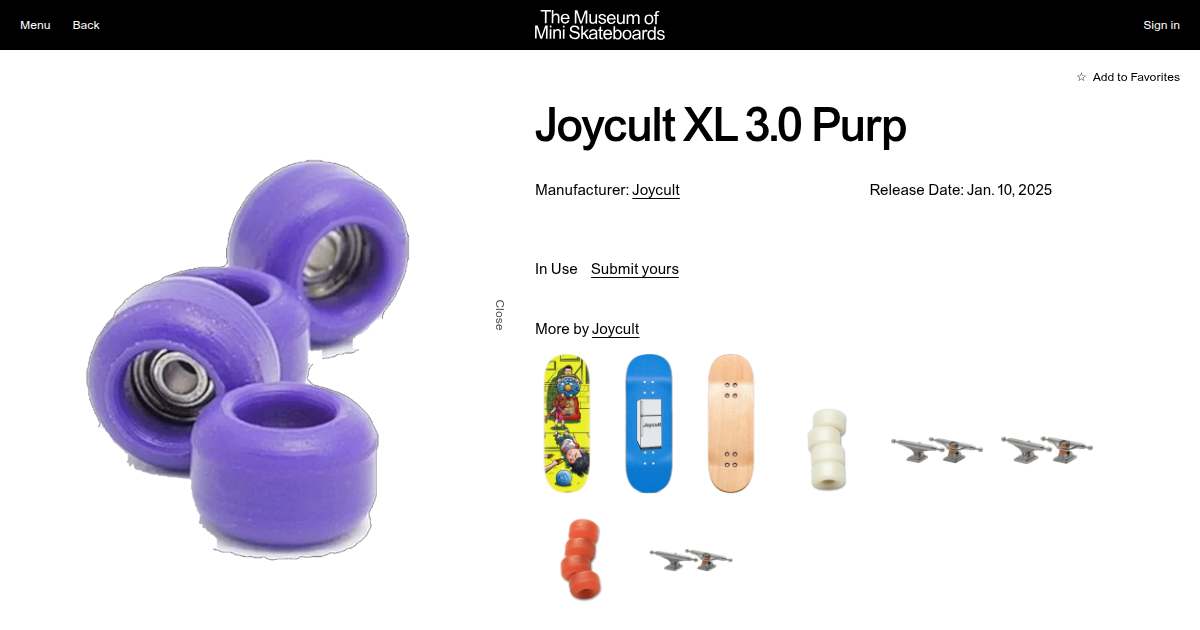 Menu
Back
The Museum of
Mini Skateboards
Sign in
☆ Add to Favorites
Joycult XL 3.0 Purp
Manufacturer: Joycult
Release Date: Jan. 10, 2025
In Use
Submit yours
Close
More by Joycult
Joycult